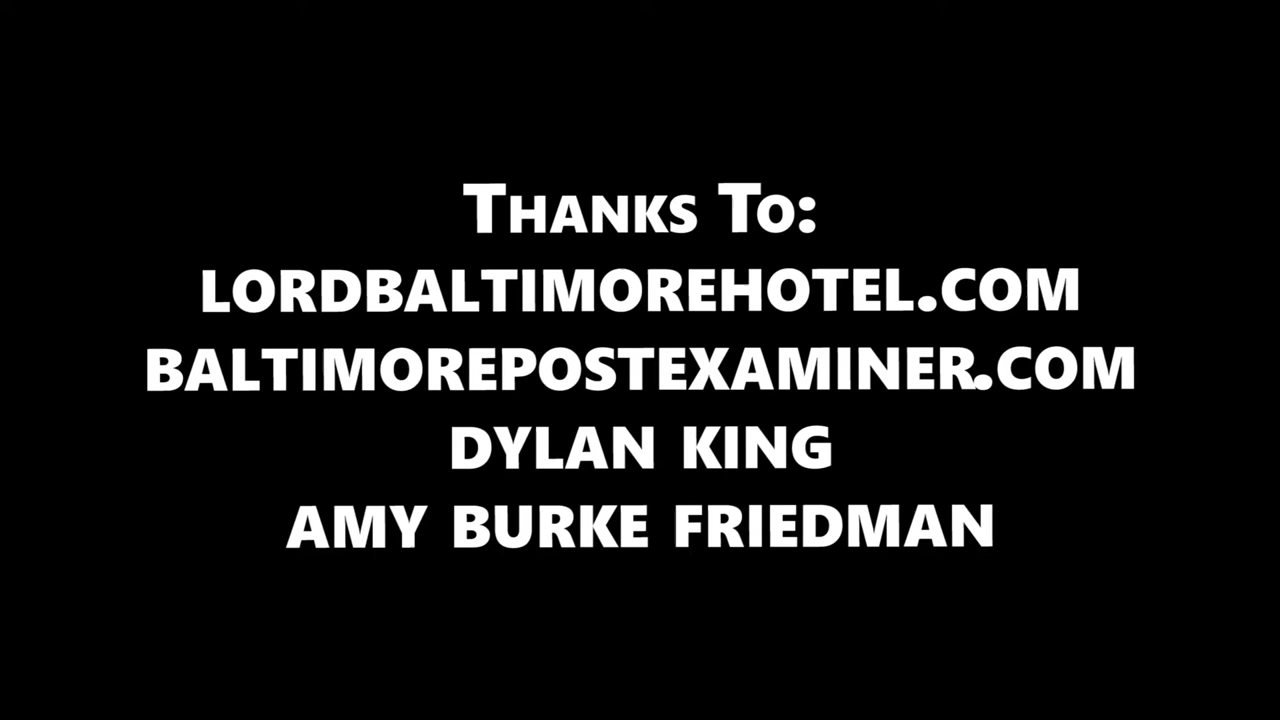 Thanks To:
LORDBALTIMOREHOTEL.COM
BALTIMOREPOSTEXAMINER.COM
DYLAN KING
AMY BURKE FRIEDMAN